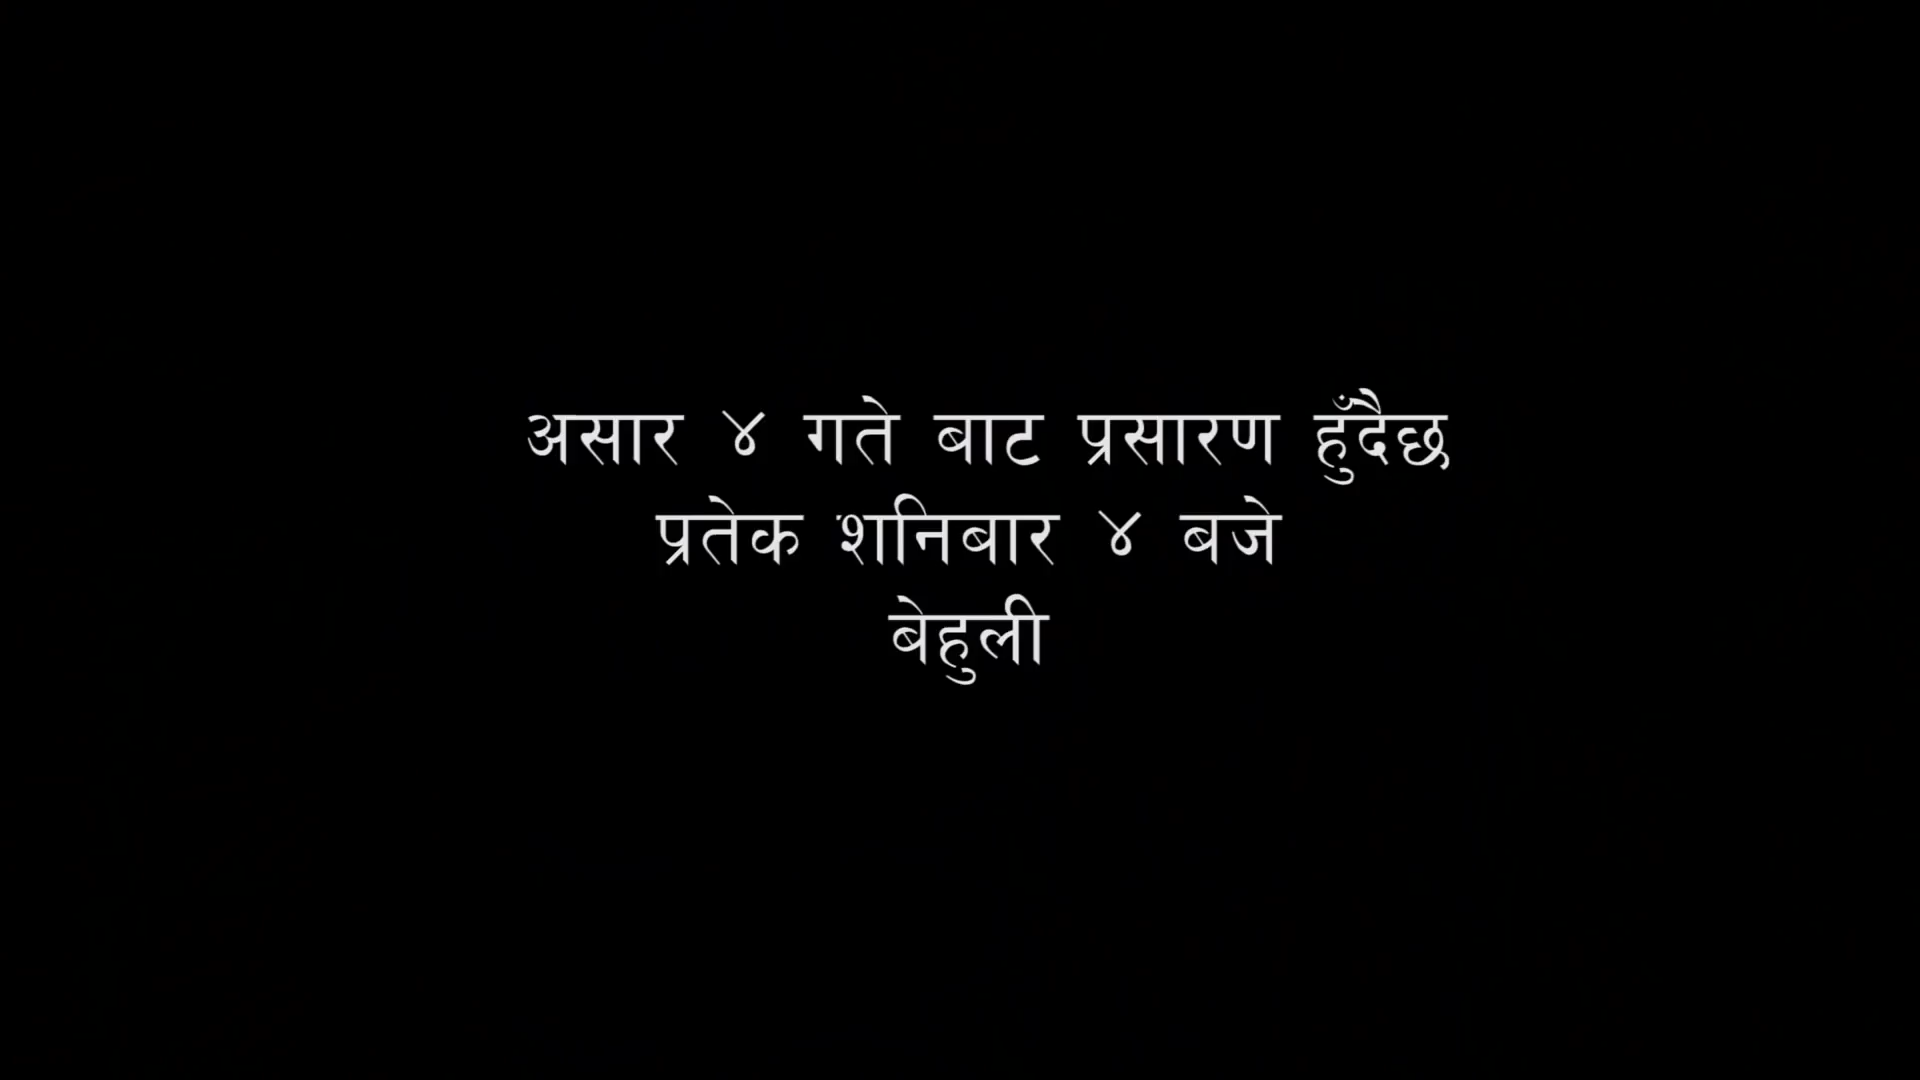 असार ४ गते बाट प्रसारण हुँदैछ
प्रतेक शनिबार ४ बजे
बेहुली